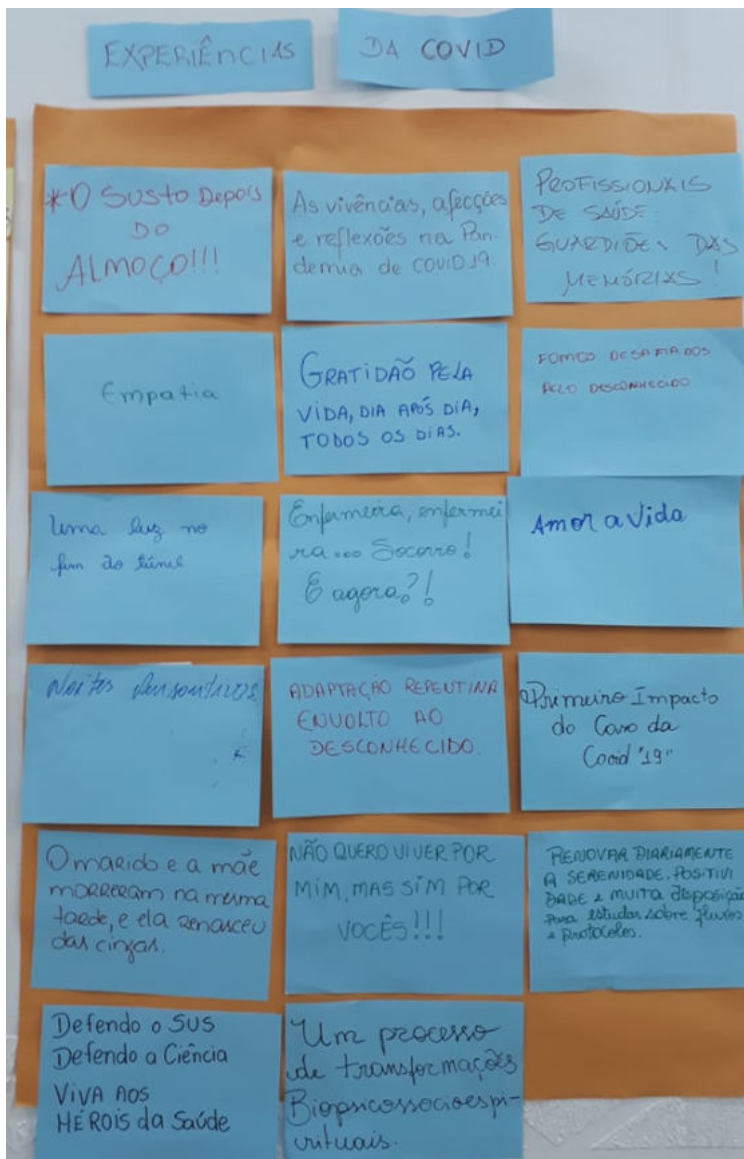 EXPERIÊNCIAS
DA COVID
*O SUSTO DEPOIS
DO
ALMOÇO!!!
As vivências, afecções
e reflexões na Pan-
demia de COVID19
PROFISSIONAIS
DE SAÚDE
GUARDIÕES DAS
MEMÓRIAS!
Empatia
GRATIDÃO PELA
VIDA, DIA APÓS DIA,
TODOS OS DIAS.
FOMOS DESAFIADOS
PELO DESCONHECIDO
Uma luz no
fim do túnel
Enfermeira, enfermei
ra... Socorro!
E agora?!
Amor a Vida
Noites
ADAPTAÇÃO REPENTINA
ENVOLTO AO
DESCONHECIDO.
Primeiro Impacto
do Caso da
Covid "19"
O marido e a mãe
morreram na mesma
tarde, e ela renasceu
das cinzas.
NÃO QUERO VIVER POR
MIM, MAS SIM POR
VOCÊS!!!
RENOVAR DIARIAMENTE
A SERENIDADE, POSITIVI
DADE e MUITA disposição
para estudar sobre fluxos
e protocolos.
Defendo o SUS
Defendo a Ciência
VIVA AOS
HÉROIS da Saúde
Um processo
de transformações
Biopsicossocioespi-
rituais.